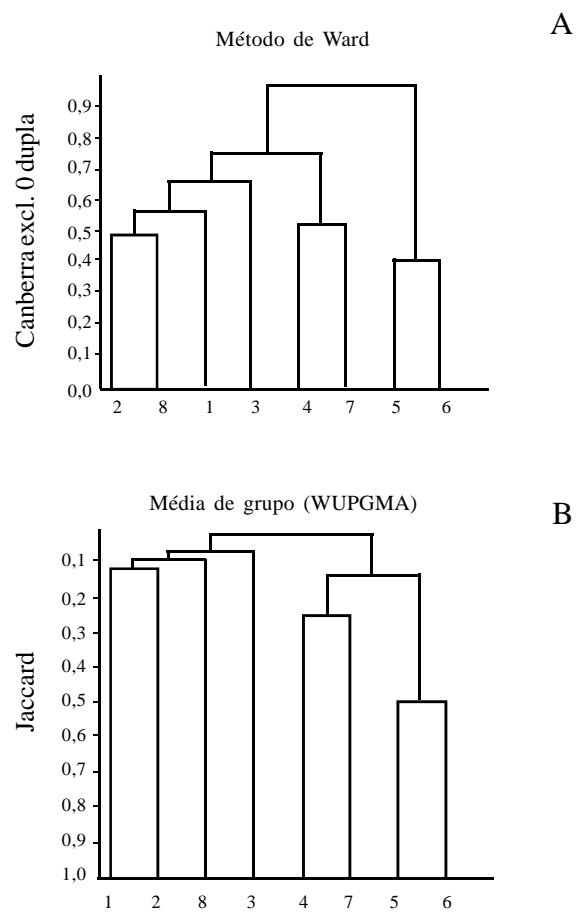 A
Método de Ward
Canberra excl. 0 dupla
0,9
0,8
0,7
0,6
0,5
0,4
0,3
0,2
0,1
0,0
2 8 1 3 4 7 5 6
Média de grupo (WUPGMA)
B
Jaccard
0,1
0,2
0,3
0,4
0,5
0,6
0,7
0,8
0,9
1,0
1 2 8 3 4 7 5 6